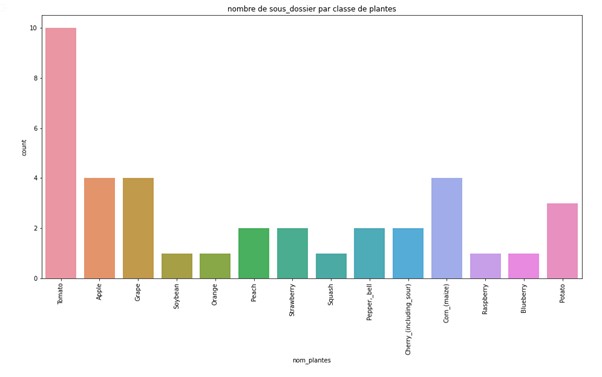 nombre de sous_dossier par classe de plantes
10
8
6
4
2
0
count
Tomato
Apple
Grape
Soybean
Orange
Peach
Strawberry
Squash
Pepper,_bell
Cherry_(including_sour)
Corn_(maize)
Raspberry
Blueberry
Potato
nom_plantes